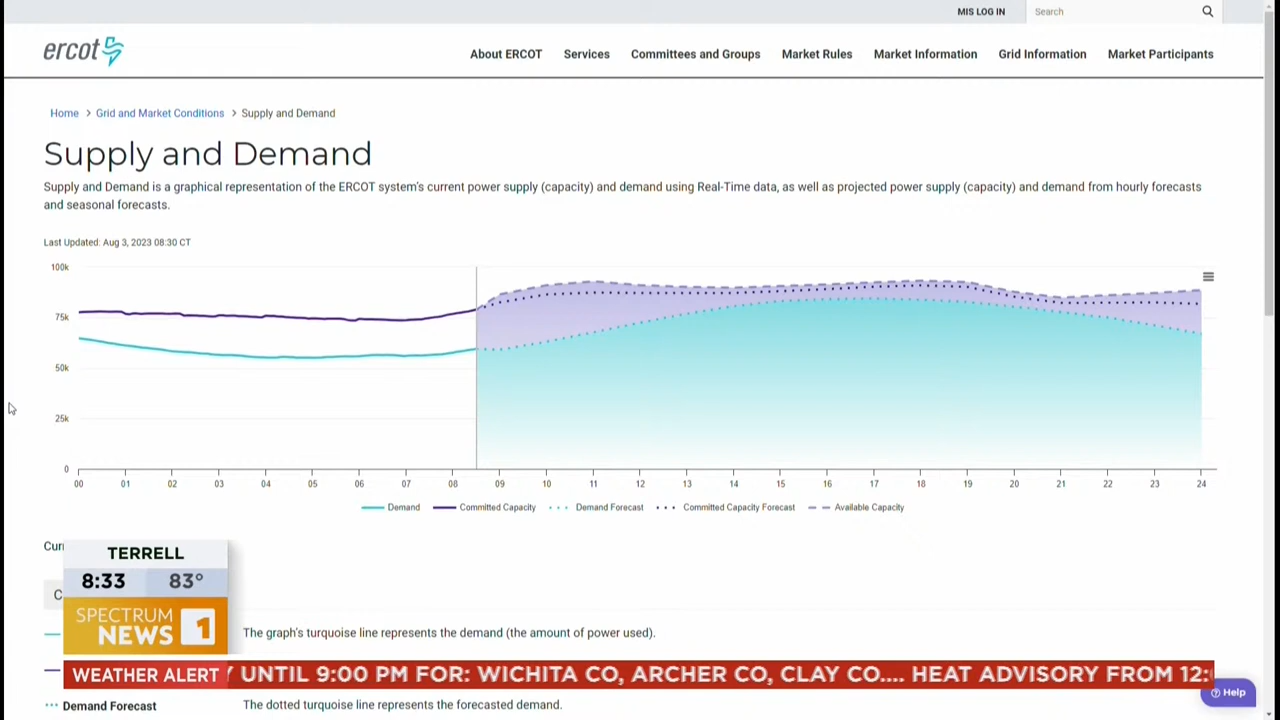 MIS LOG IN
Search
ercot
About ERCOT Services Committees and Groups Market Rules Market Information Grid Information Market Participants
Home > Grid and Market Conditions > Supply and Demand
Supply and Demand
Supply and Demand is a graphical representation of the ERCOT system's current power supply (capacity) and demand using Real-Time data, as well as projected power supply (capacity) and demand from hourly forecasts
and seasonal forecasts.
Last Updated: Aug 3, 2023 08:30 CT
100k
75k
50k
25k
0
00 01 02 03 04 05 06 07 08 09 10 11 12 13 14 15 16 17 18 19 20 21 22 23 24
Demand Committed Capacity Demand Forecast Committed Capacity Forecast Available Capacity
TERRELL
8:33 83°
SPECTRUM
NEWS 1
The graph's turquoise line represents the demand (the amount of power used).
WEATHER ALERT UNTIL 9:00 PM FOR: WICHITA CO, ARCHER CO, CLAY CO.... HEAT ADVISORY FROM
Help
Demand Forecast The dotted turquoise line represents the forecasted demand.